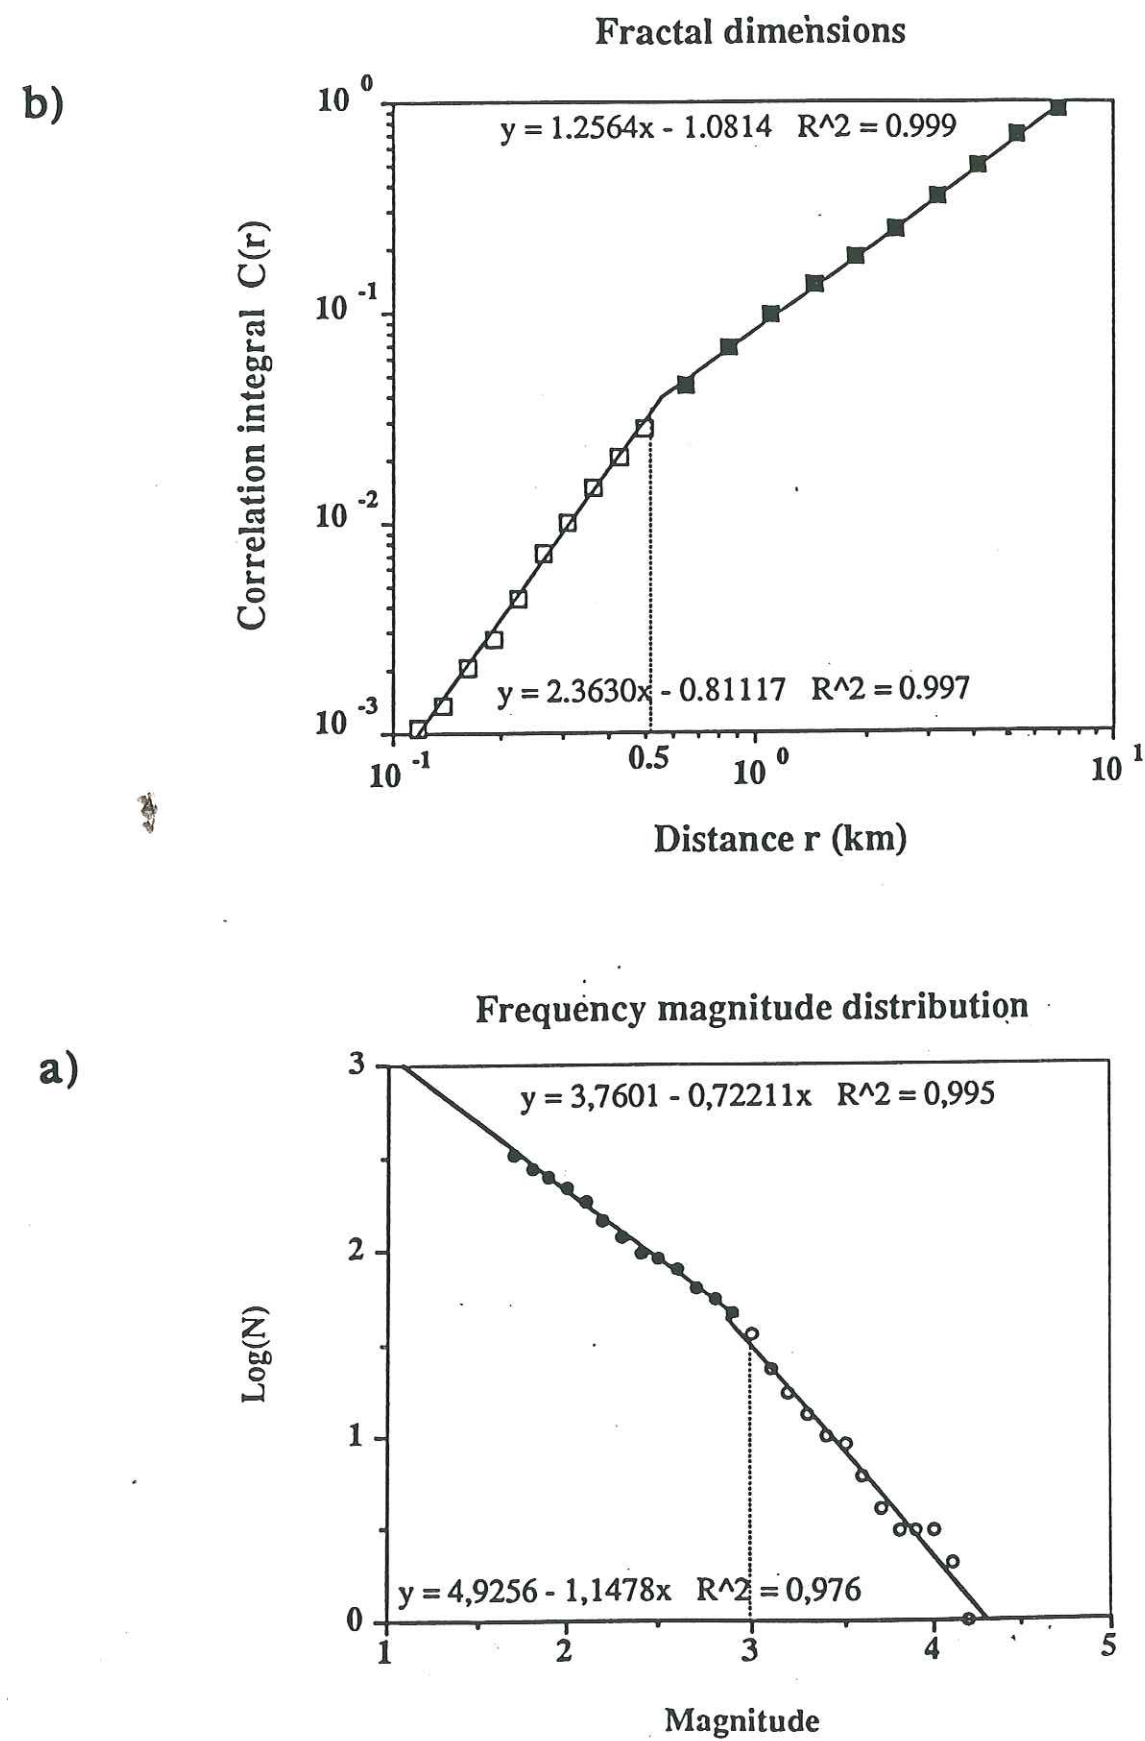 Fractal dimensions
b)
10 0
y = 1.2564x - 1.0814 R^2 = 0.999
Correlation integral C(r)
10 -1
10 -2
y = 2.3630x - 0.81117 R^2 = 0.997
10 -3
10 -1 0.5 10 0 10 1
Distance r (km)
Frequency magnitude distribution
a)
3
y = 3,7601 - 0,72211x R^2 = 0,995
2
Log(N)
1
y = 4,9256 - 1,1478x R^2 = 0,976
0
1 2 3 4 5
Magnitude